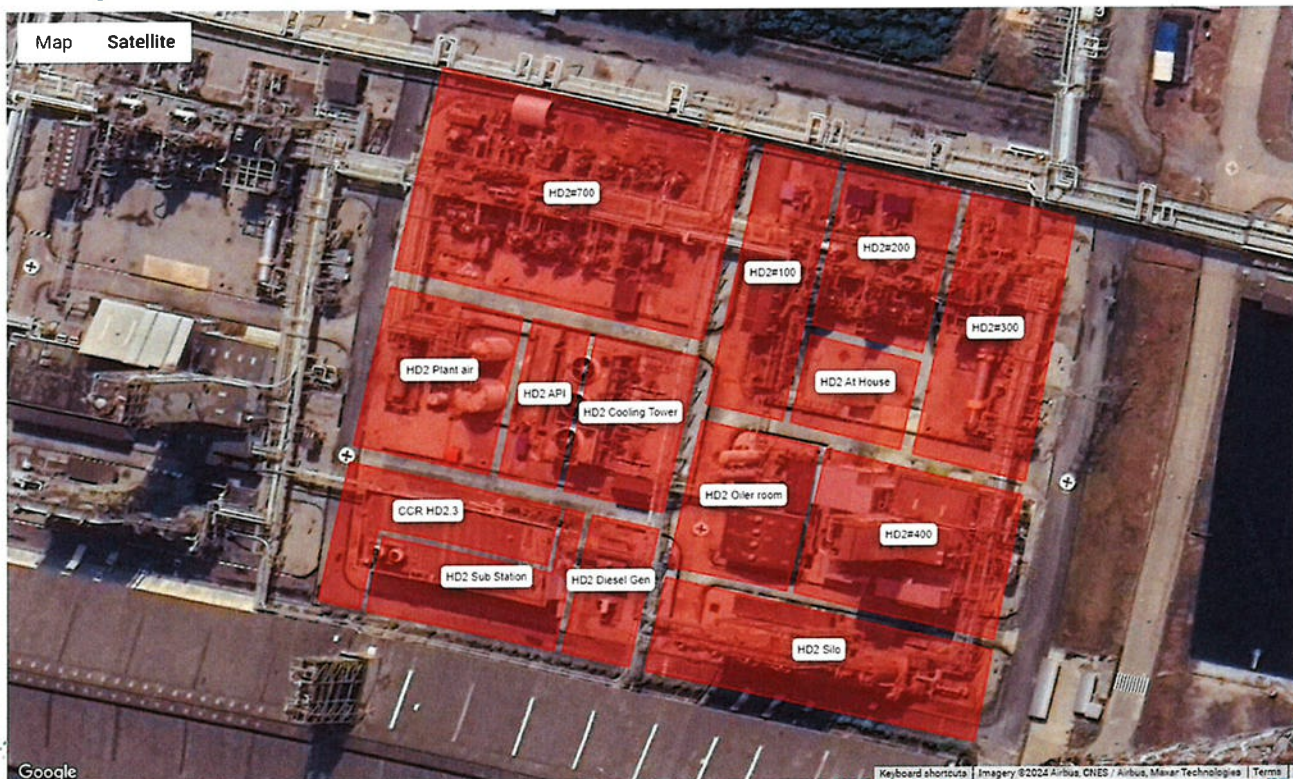 Map Satellite
HD2#700
HD2#200
HD2#100
HD2#300
HD2 Plant air
HD2 At House
HD2 API
HD2 Cooling Tower
HD2 Oiler room
CCR HD2,3
HD2#400
HD2 Sub Station
HD2 Diesel Gen
HD2 Silo
Google
Keyboard shortcuts Imagery ©2024 Airbus, CNES / Airbus, Maxar Technologies Terms